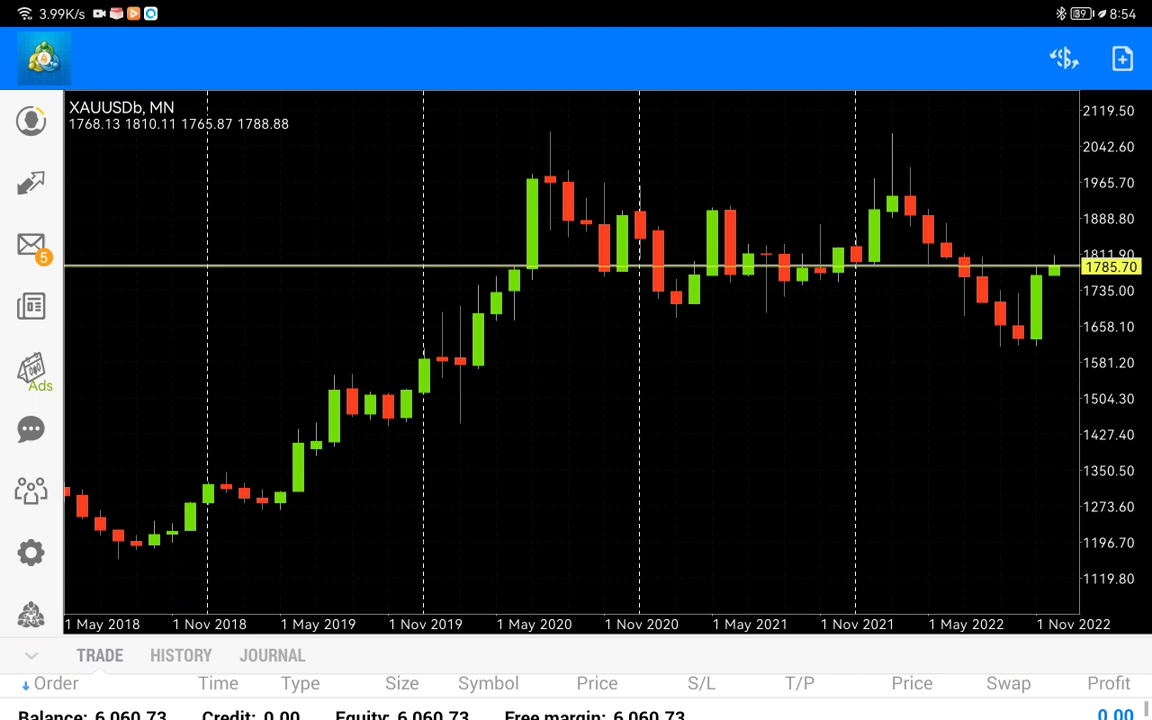 3.99K/s
39 8:54
XAUUSDb, MN
1768.13 1810.11 1765.87 1788.88
2119.50
2042.60
1965.70
1888.80
1811.90
1785.70
1735.00
1658.10
1581.20
1504.30
1427.40
1350.50
1273.60
1196.70
1119.80
5
Ads
1 May 2018 1 Nov 2018 1 May 2019 1 Nov 2019 1 May 2020 1 Nov 2020 1 May 2021 1 Nov 2021 1 May 2022 1 Nov 2022
TRADE HISTORY JOURNAL
↓ Order Time Type Size Symbol Price S/L T/P Price Swap Profit
Balance: 6 060.73 Credit: 0.00 Equity: 6 060.73 Free margin: 6 060.73 0.00